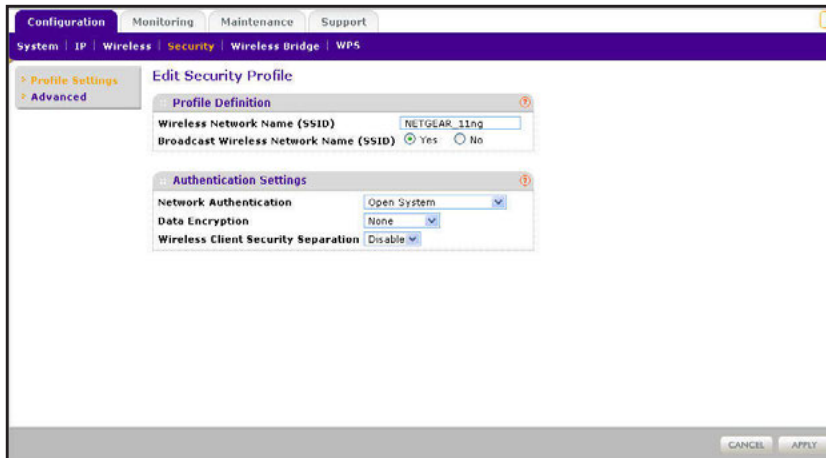 Configuration Monitoring Maintenance Support
System | IP | Wireless | Security | Wireless Bridge | WPS
Profile Settings
Advanced
Edit Security Profile
Profile Definition
Wireless Network Name (SSID) NETGEAR_11ng
Broadcast Wireless Network Name (SSID) Yes No
Authentication Settings
Network Authentication Open System
Data Encryption None
Wireless Client Security Separation Disable
CANCEL APPLY